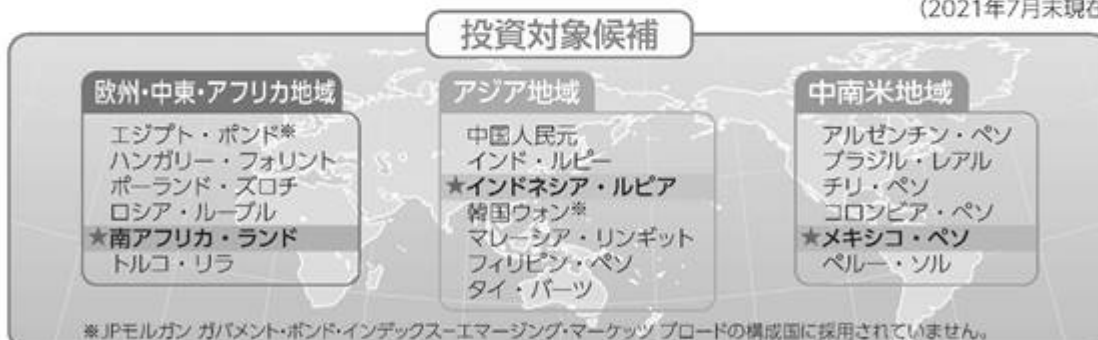 (2021年7月末現在
投資対象候補
欧州・中東・アフリカ地域
エジプト・ポンド※
ハンガリー・フォリント
ポーランド・ズロチ
ロシア・ルーブル
★南アフリカ・ランド
トルコ・リラ
アジア地域
中国人民元
インド・ルピー
★インドネシア・ルピア
韓国ウォン※
マレーシア・リンギット
フィリピン・ペソ
タイ・バーツ
中南米地域
アルゼンチン・ペソ
ブラジル・レアル
チリ・ペソ
コロンビア・ペソ
★メキシコ・ペソ
ペルー・ソル
※JPモルガン ガバメント・ボンド・インデックス−エマージング・マーケッツ ブロードの構成国に採用されていません。